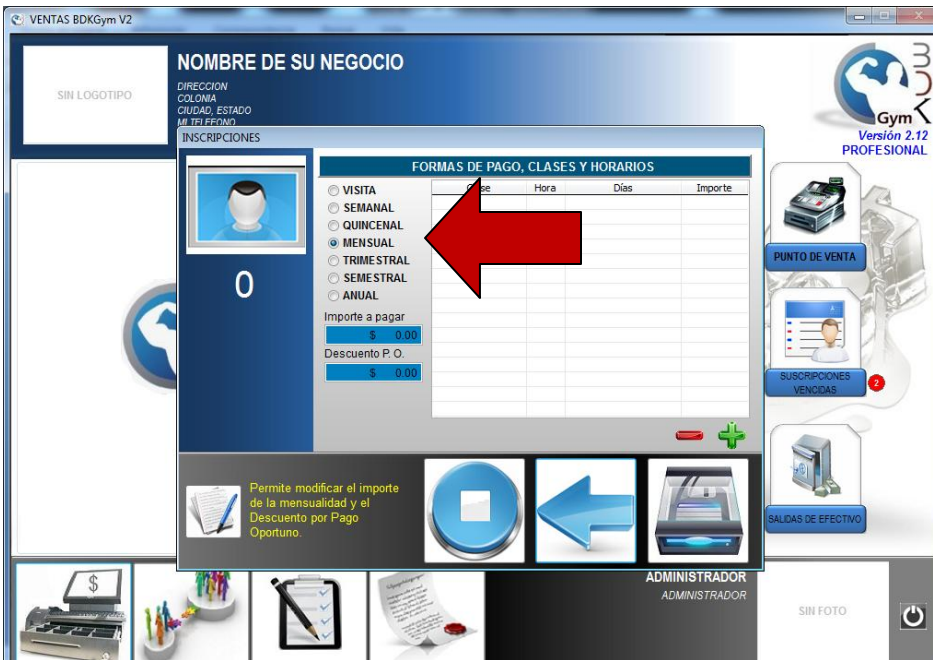 VENTAS BDKGym V2
SIN LOGOTIPO
NOMBRE DE SU NEGOCIO
DIRECCION
COLONIA
CIUDAD, ESTADO
MI TELEFONO
BDK
Gym
Versión 2.12
PROFESIONAL
INSCRIPCIONES
FORMAS DE PAGO, CLASES Y HORARIOS
VISITA
SEMANAL
QUINCENAL
MENSUAL
TRIMESTRAL
SEMESTRAL
ANUAL
Hora Días Importe
0
Importe a pagar
$ 0.00
Descuento P. O.
$ 0.00
Permite modificar el importe
de la mensualidad y el
Descuento por Pago
Oportuno.
PUNTO DE VENTA
SUSCRIPCIONES
VENCIDAS
2
SALIDAS DE EFECTIVO
$
ADMINISTRADOR
ADMINISTRADOR
SIN FOTO